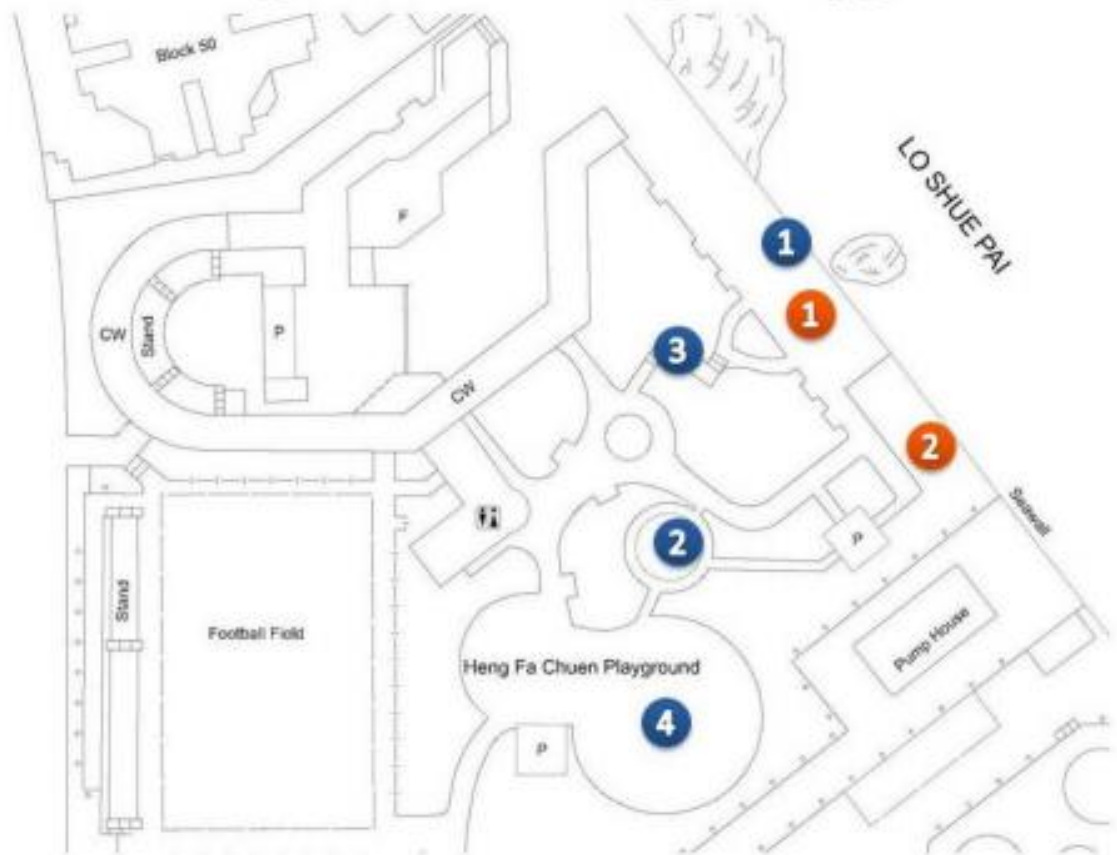 Block 50
LO SHUE PAI
1
F
1
CW
Stand
P
3
CW
2
Seawall
2
P
Stand
Football Field
Pump House
Heng Fa Chuen Playground
4
P